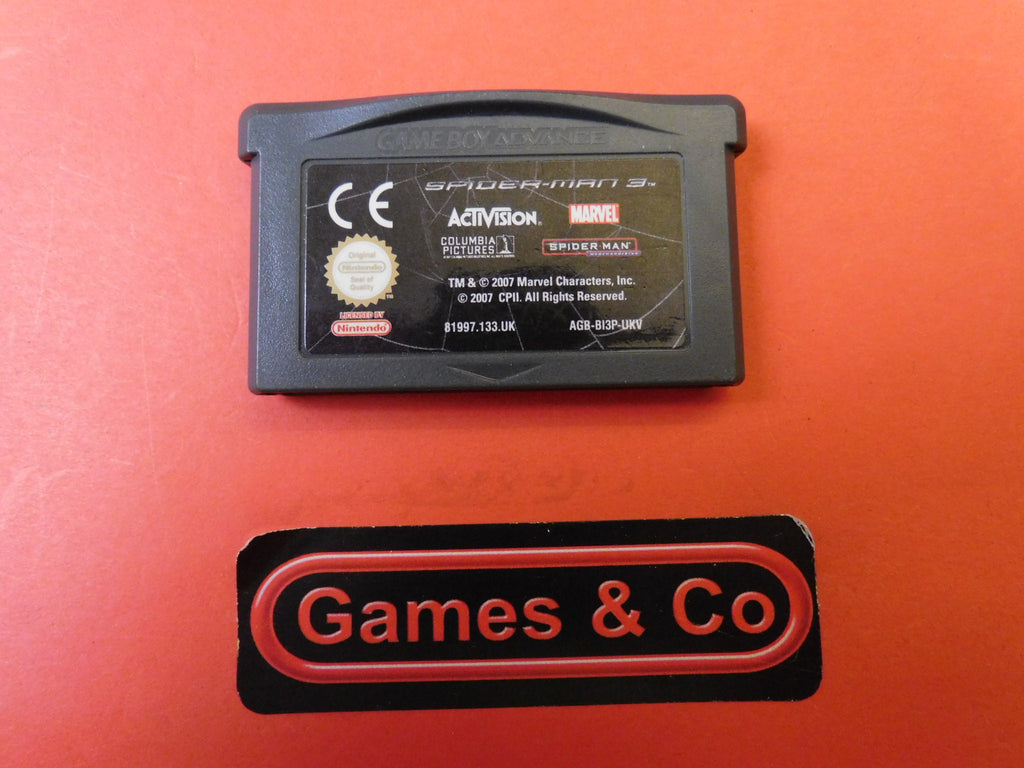 GAME BOY ADVANCE
SPIDER-MAN 3™
CE
ACTIVISION®
MARVEL
COLUMBIA
PICTURES
SPIDER-MAN
Original
Nintendo
Seal of
Quality
TM
TM & © 2007 Marvel Characters, Inc.
© 2007 CPII. All Rights Reserved.
LICENSED BY
Nintendo
81997.133.UK AGB-BI3P-UKV
Games & Co